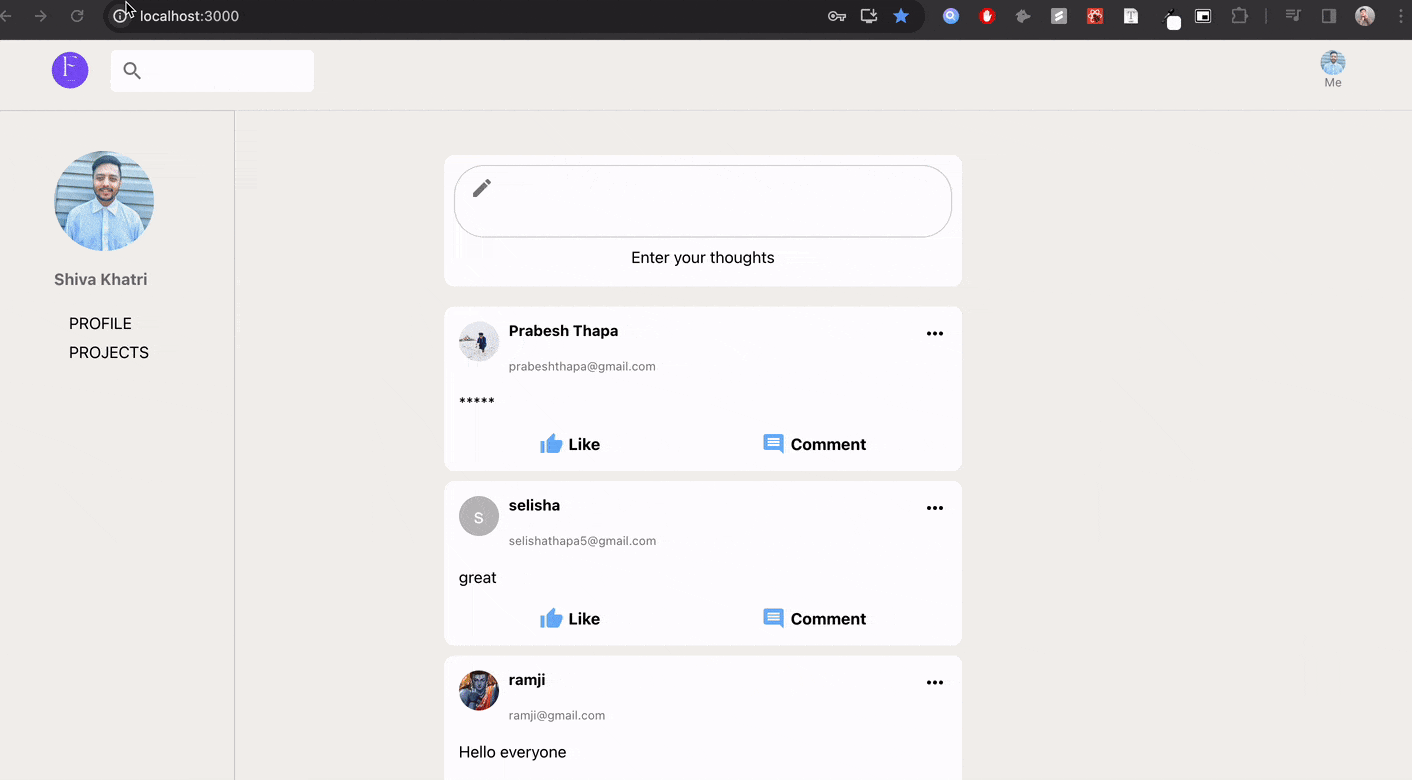 localhost:3000
F
Me
Shiva Khatri
PROFILE
PROJECTS
Enter your thoughts
Prabesh Thapa
prabeshthapa@gmail.com
*****
Like Comment
S selisha
selishathapa5@gmail.com
great
Like Comment
ramji
ramji@gmail.com
Hello everyone